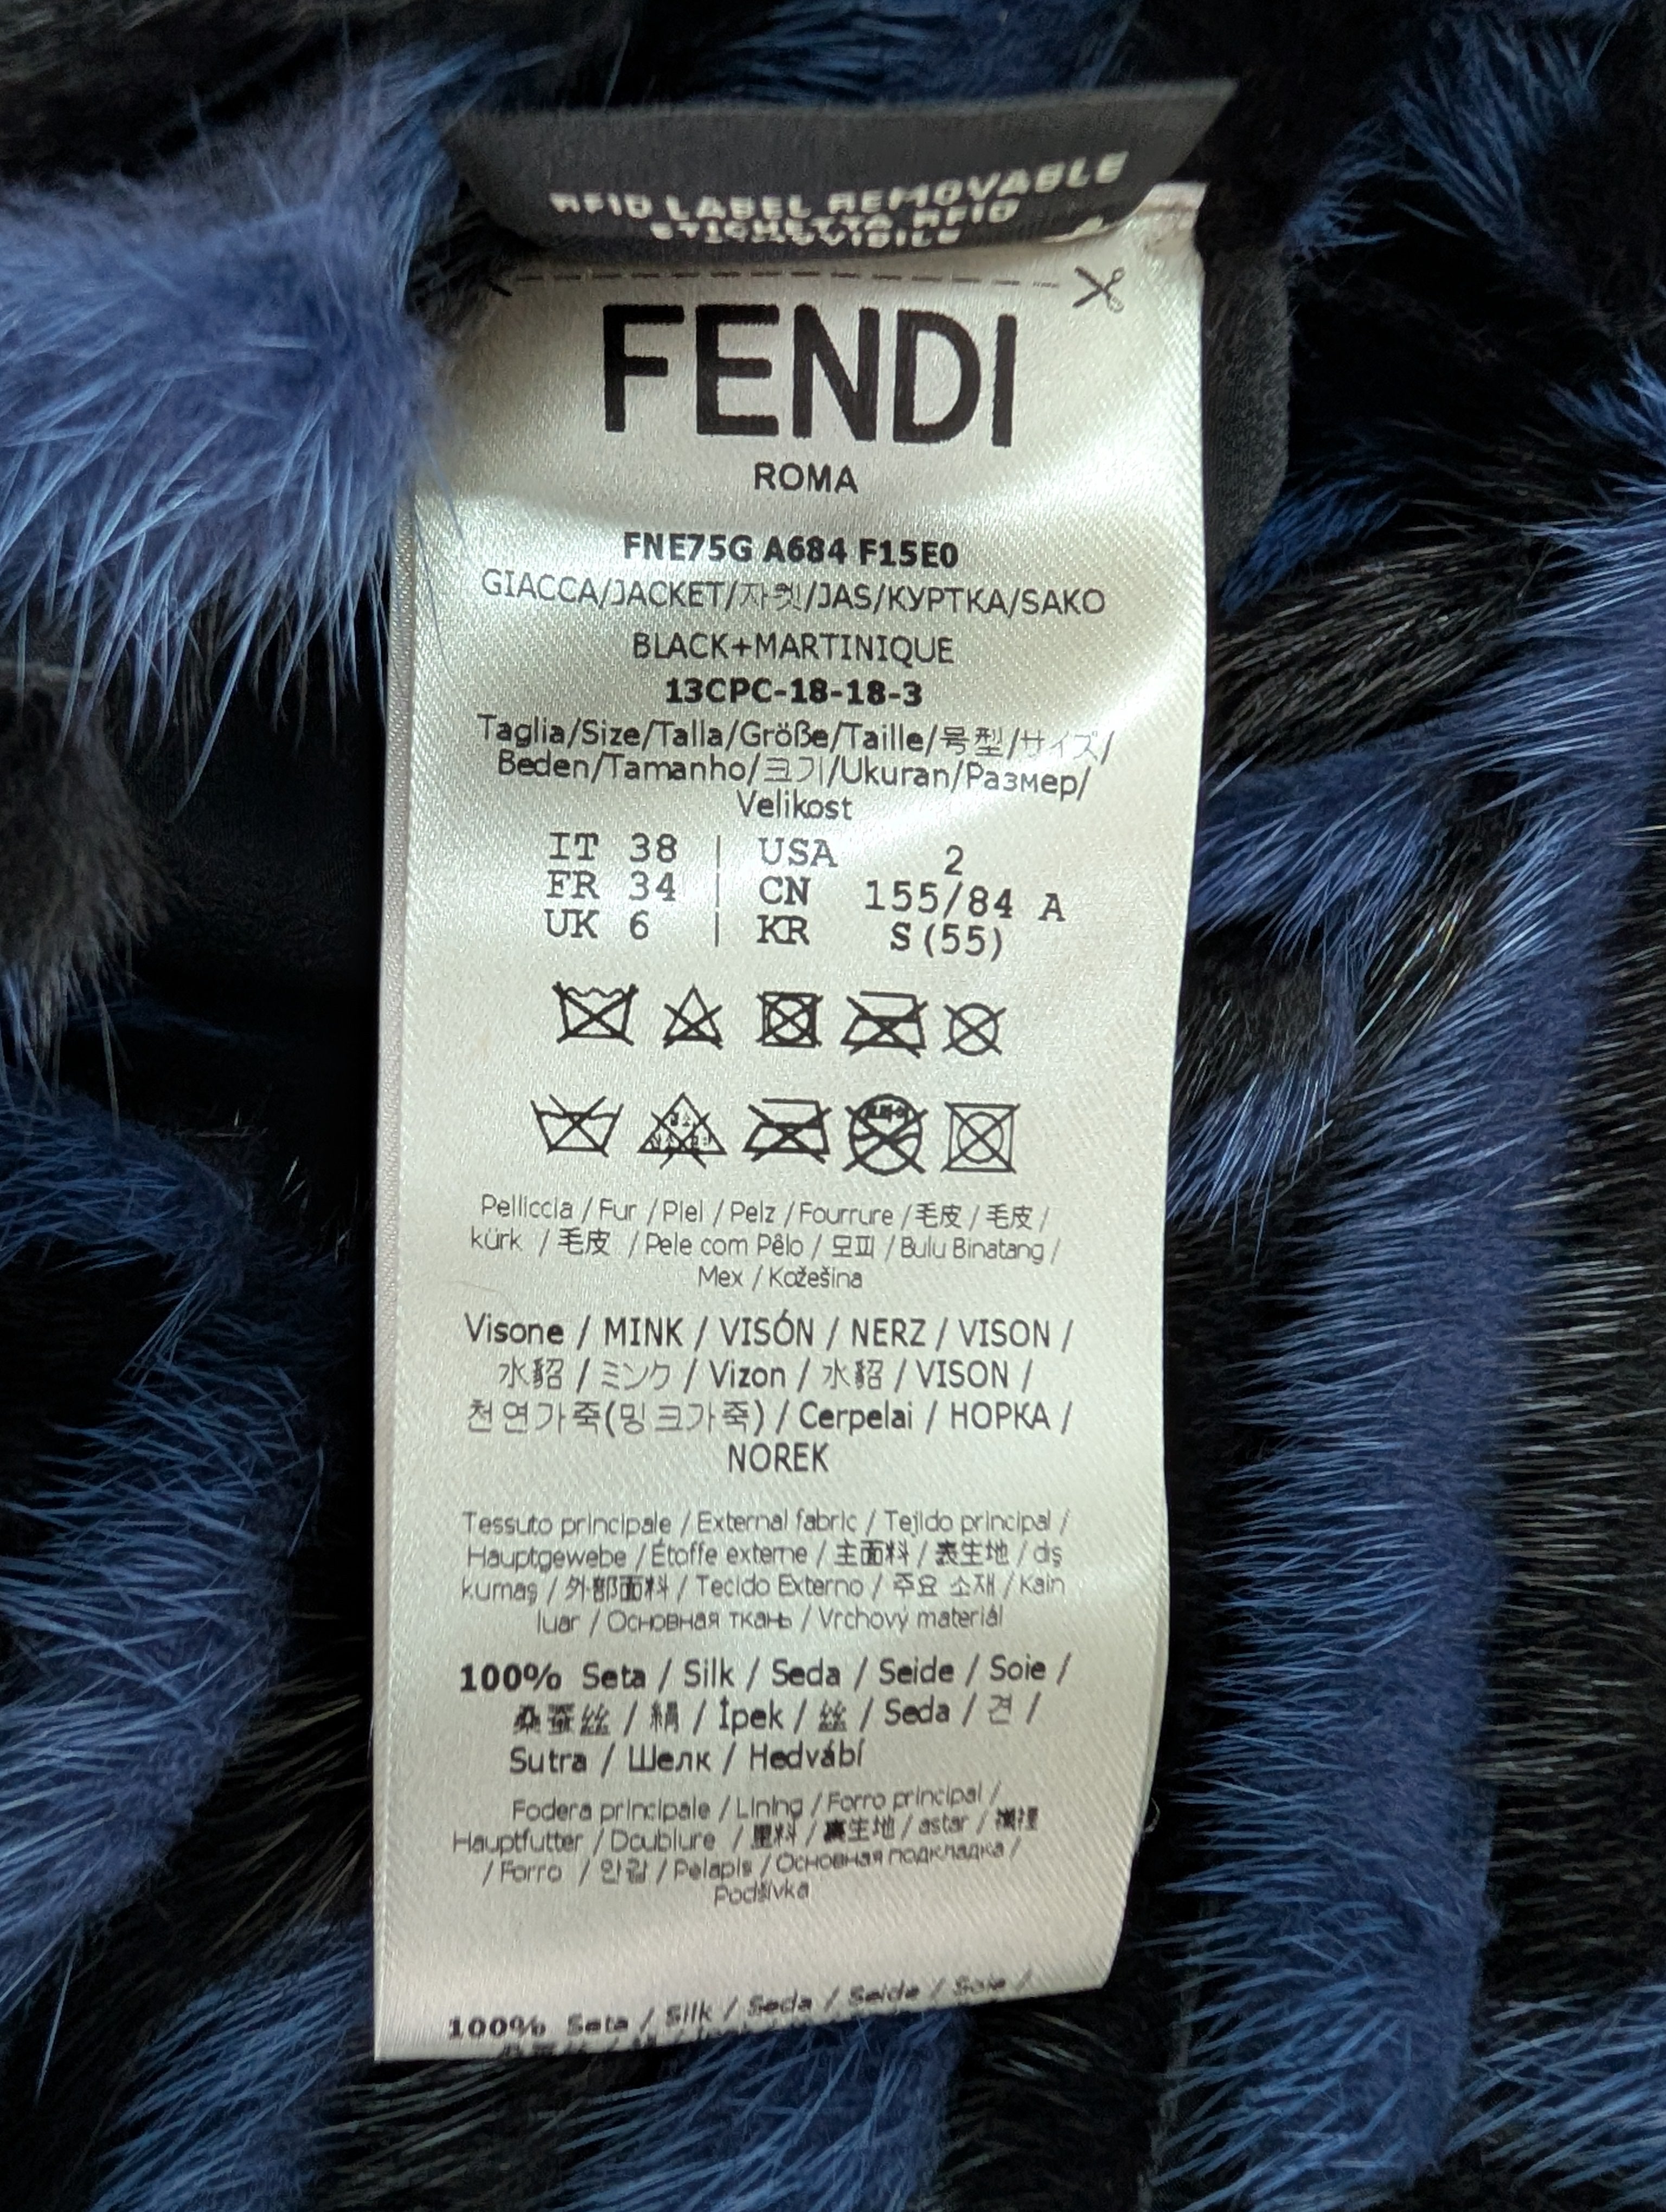 RFID LABEL REMOVABLE
ETICHETTA RFID
FENDI
ROMA
FNE75G A684 F15E0
GIACCA/JACKET/자켓/JAS/КУРТКА/SAKO
BLACK+MARTINIQUE
13CPC-18-18-3
Taglia/Size/Talla/Größe/Taille/号型/サイズ/
Beden/Tamanho/크기/Ukuran/Размер/
Velikost
IT 38 | USA 2
FR 34 | CN 155/84 A
UK 6 | KR S(55)
Pelliccia / Fur / Piel / Pelz / Fourrure / 毛皮 / 毛皮 /
kürk / 毛皮 / Pele com Pêlo / 모피 / Bulu Binatang /
Мех / Kožešina
Visone / MINK / VISÓN / NERZ / VISON /
水貂 / ミンク / Vizon / 水貂 / VISON /
천연가죽(밍크가죽) / Cerpelai / НОРКА /
NOREK
Tessuto principale / External fabric / Tejido principal /
Hauptgewebe / Étoffe externe / 主面料 / 表生地 / dış
kumaş / 外部面料 / Tecido Externo / 주요 소재 / Kain
luar / Основная ткань / Vrchový materiál
100% Seta / Silk / Seda / Seide / Soie /
桑蚕丝 / 絹 / İpek / 丝 / Seda / 견 /
Sutra / Шелк / Hedvábí
Fodera principale / Lining / Forro principal /
Hauptfutter / Doublure / 里料 / 裏生地 / astar /
/ Forro / 안감 / Pelapis / Основная подкладка /
Podšívka
100% Seta / Silk / Seda / Seide / Soie /